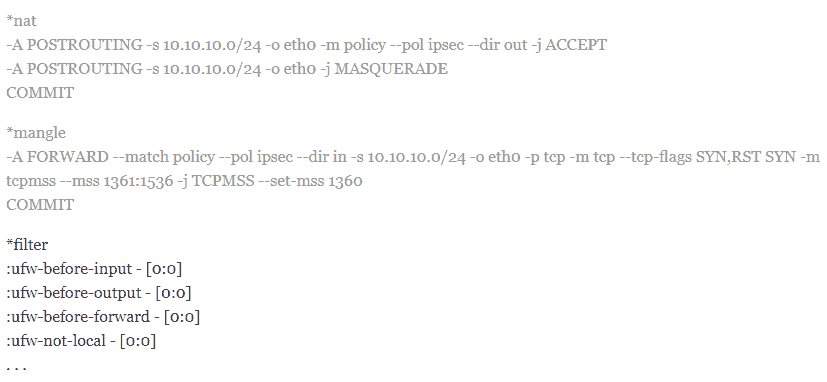 *nat
-A POSTROUTING -s 10.10.10.0/24 -o eth0 -m policy --pol ipsec --dir out -j ACCEPT
-A POSTROUTING -s 10.10.10.0/24 -o eth0 -j MASQUERADE
COMMIT
*mangle
-A FORWARD --match policy --pol ipsec --dir in -s 10.10.10.0/24 -o eth0 -p tcp -m tcp --tcp-flags SYN,RST SYN -m
tcpmss --mss 1361:1536 -j TCPMSS --set-mss 1360
COMMIT
*filter
:ufw-before-input - [0:0]
:ufw-before-output - [0:0]
:ufw-before-forward - [0:0]
:ufw-not-local - [0:0]
. . .